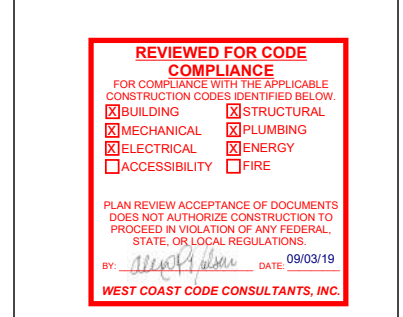 REVIEWED FOR CODE
COMPLIANCE
FOR COMPLIANCE WITH THE APPLICABLE
CONSTRUCTION CODES IDENTIFIED BELOW.
X BUILDING X STRUCTURAL
X MECHANICAL X PLUMBING
X ELECTRICAL X ENERGY
ACCESSIBILITY FIRE
PLAN REVIEW ACCEPTANCE OF DOCUMENTS
DOES NOT AUTHORIZE CONSTRUCTION TO
PROCEED IN VIOLATION OF ANY FEDERAL,
STATE, OR LOCAL REGULATIONS.
BY: DATE: 09/03/19
WEST COAST CODE CONSULTANTS, INC.